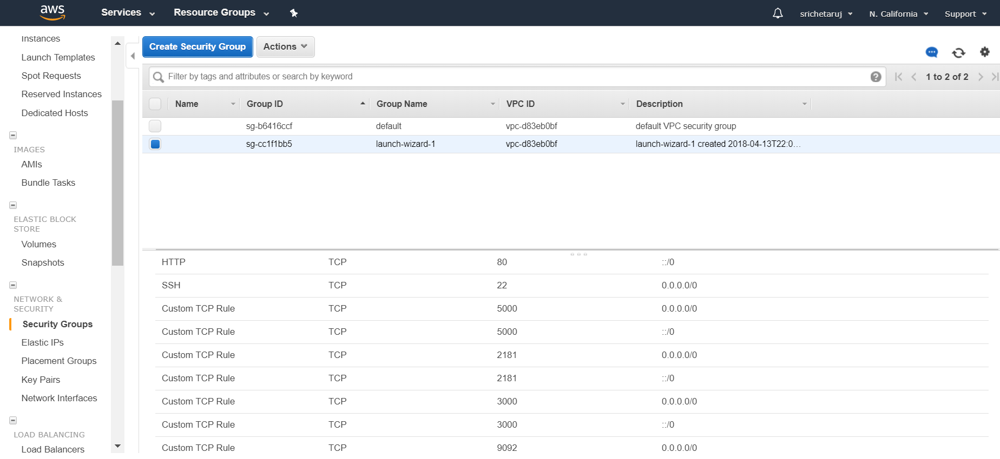 aws Services Resource Groups srichetaruj N. California Support
Instances
Launch Templates
Spot Requests
Reserved Instances
Dedicated Hosts
IMAGES
AMIs
Bundle Tasks
ELASTIC BLOCK
STORE
Volumes
Snapshots
NETWORK &
SECURITY
Security Groups
Elastic IPs
Placement Groups
Key Pairs
Network Interfaces
LOAD BALANCING
Load Balancers
Create Security Group Actions
Filter by tags and attributes or search by keyword ? 1 to 2 of 2
Name Group ID Group Name VPC ID Description
sg-b6416ccf default vpc-d83eb0bf default VPC security group
sg-cc1f1bb5 launch-wizard-1 vpc-d83eb0bf launch-wizard-1 created 2018-04-13T22:0…
HTTP TCP 80 ::/0
SSH TCP 22 0.0.0.0/0
Custom TCP Rule TCP 5000 0.0.0.0/0
Custom TCP Rule TCP 5000 ::/0
Custom TCP Rule TCP 2181 0.0.0.0/0
Custom TCP Rule TCP 2181 ::/0
Custom TCP Rule TCP 3000 0.0.0.0/0
Custom TCP Rule TCP 3000 ::/0
Custom TCP Rule TCP 9092 0.0.0.0/0